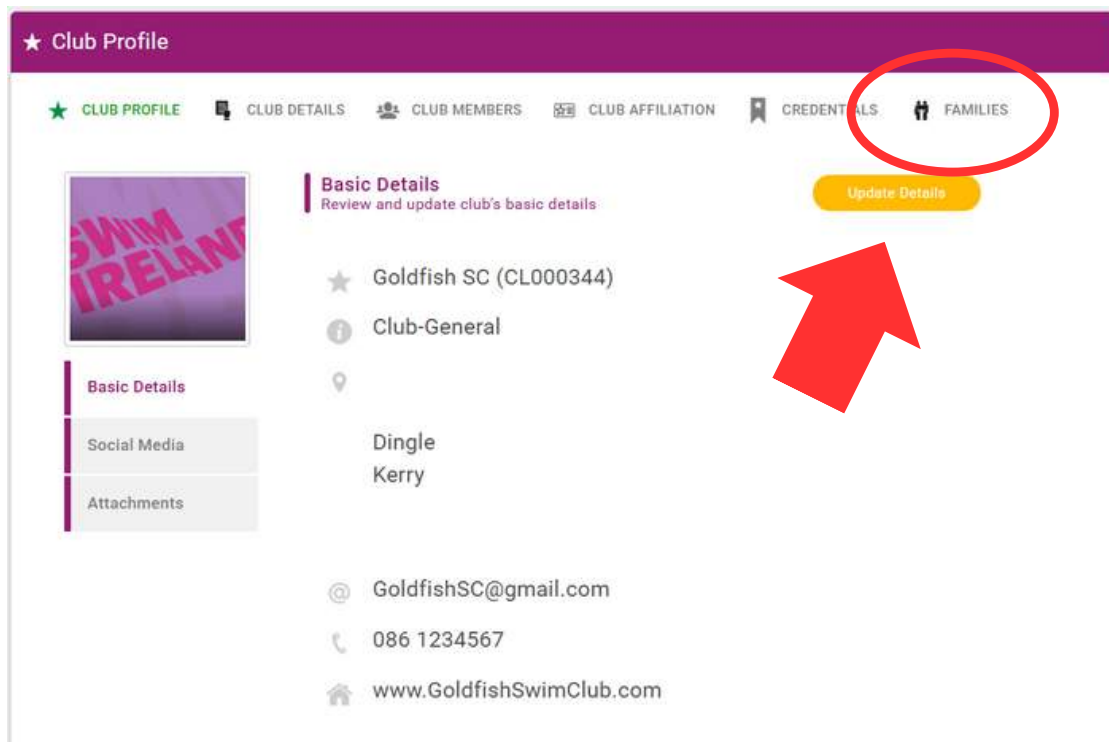 Club Profile
CLUB PROFILE CLUB DETAILS CLUB MEMBERS CLUB AFFILIATION CREDENTIALS FAMILIES
SWIM
IRELAND
Basic Details
Review and update club's basic details
Update Details
Goldfish SC (CL000344)
Club-General
Basic Details
Social Media
Attachments
Dingle
Kerry
GoldfishSC@gmail.com
086 1234567
www.GoldfishSwimClub.com